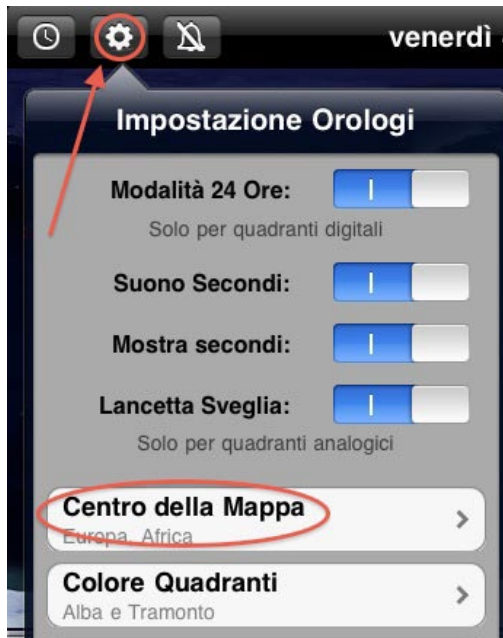 venerdì
Impostazione Orologi
Modalità 24 Ore:
Solo per quadranti digitali
Suono Secondi:
Mostra secondi:
Lancetta Sveglia:
Solo per quadranti analogici
Centro della Mappa
Europa, Africa
Colore Quadranti
Alba e Tramonto